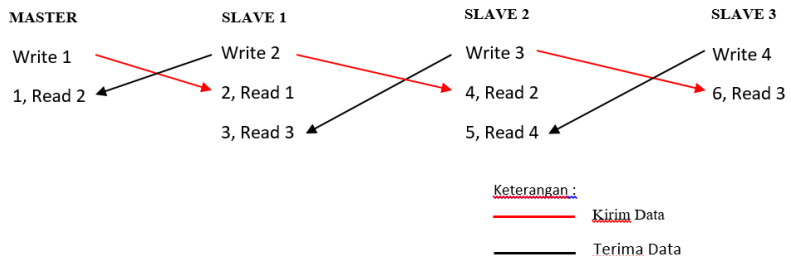 MASTER SLAVE 1 SLAVE 2 SLAVE 3
Write 1 Write 2 Write 3 Write 4
1, Read 2 2, Read 1 4, Read 2 6, Read 3
3, Read 3 5, Read 4
Keterangan :
Kirim Data
Terima Data